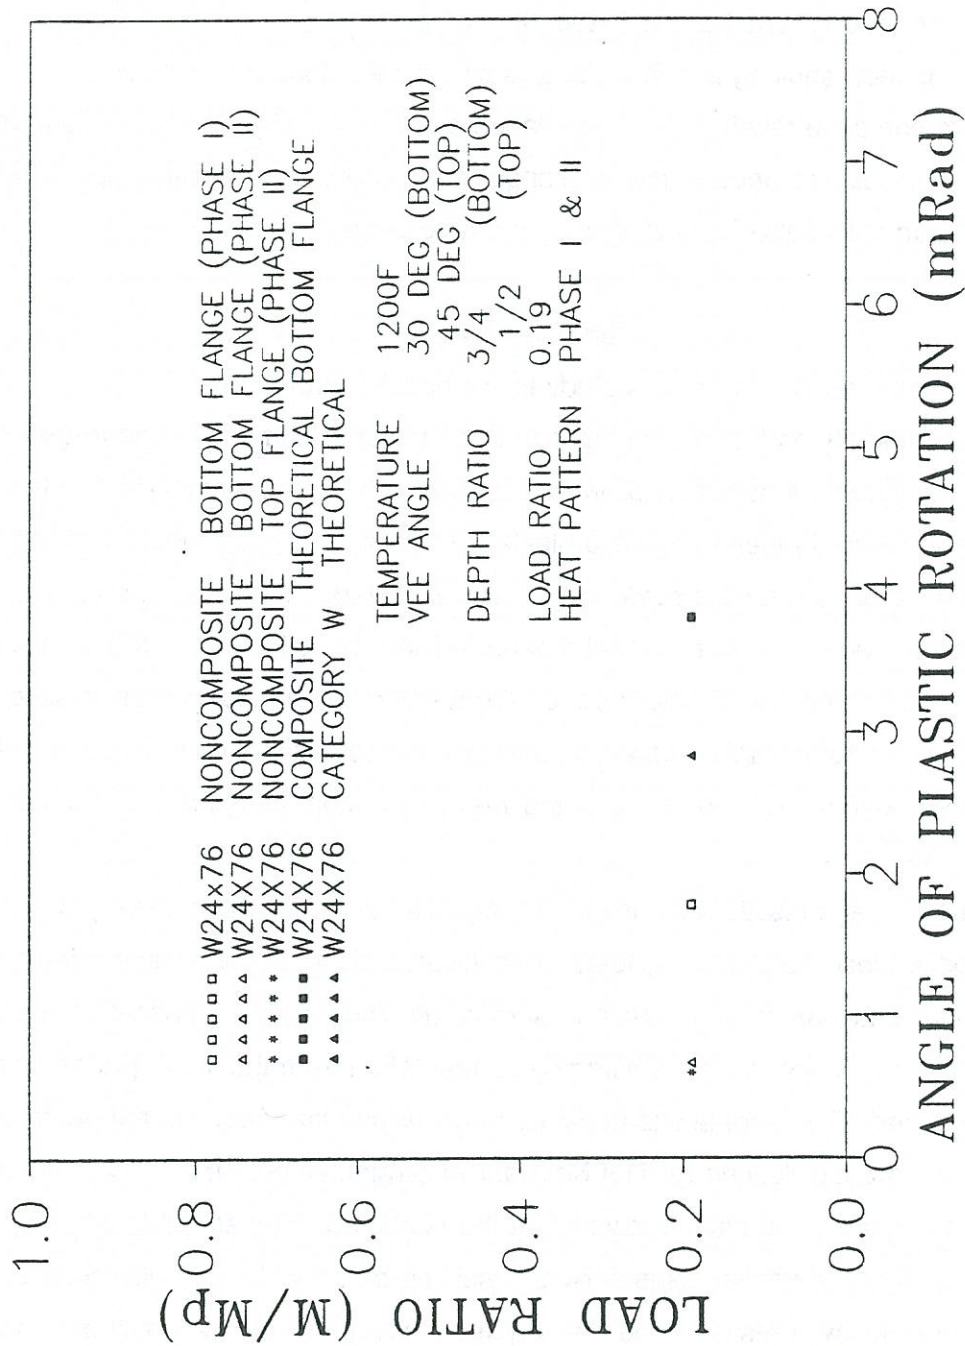 1.0
0.8
0.6
0.4
0.2
0.0
LOAD RATIO (M/Mp)
W24x76 NONCOMPOSITE BOTTOM FLANGE (PHASE I)
W24X76 NONCOMPOSITE BOTTOM FLANGE (PHASE II)
W24X76 NONCOMPOSITE TOP FLANGE (PHASE II)
W24X76 COMPOSITE THEORETICAL BOTTOM FLANGE
W24X76 CATEGORY W THEORETICAL
TEMPERATURE 1200F
VEE ANGLE 30 DEG (BOTTOM)
45 DEG (TOP)
DEPTH RATIO 3/4 (BOTTOM)
1/2 (TOP)
LOAD RATIO 0.19
HEAT PATTERN PHASE I & II
0 1 2 3 4 5 6 7 8
ANGLE OF PLASTIC ROTATION (mRad)